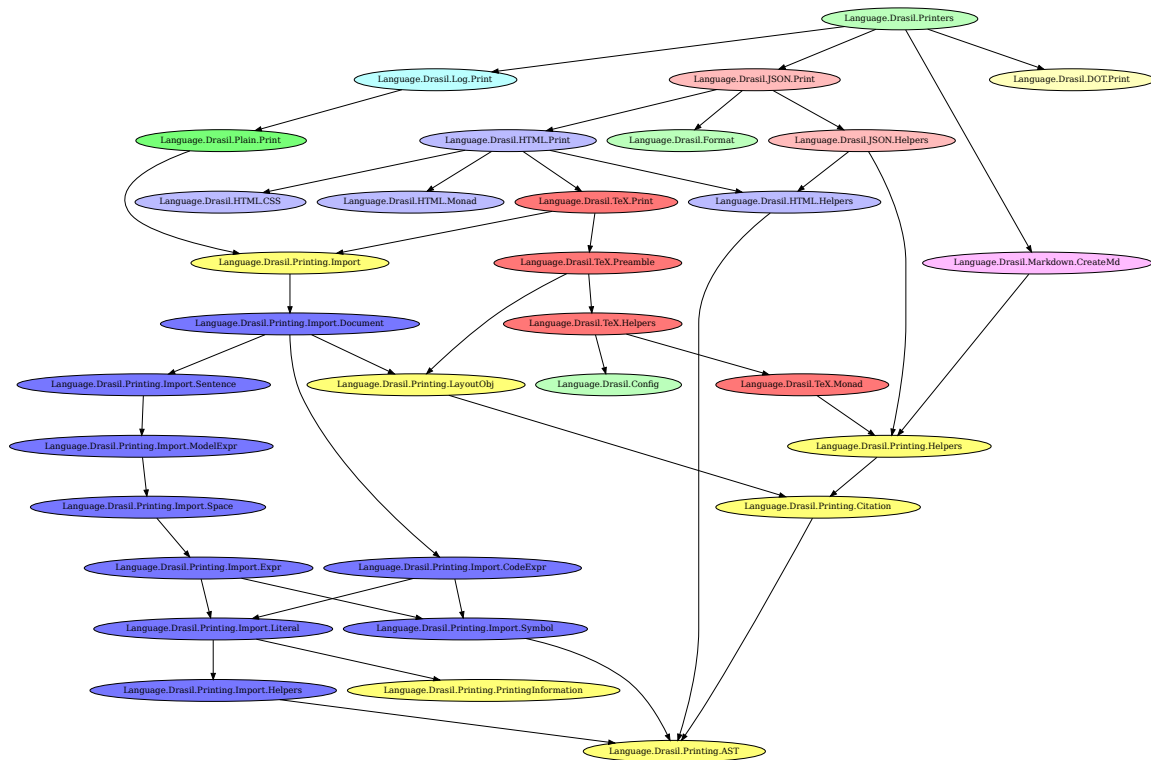 Language.Drasil.Printers
Language.Drasil.Log.Print
Language.Drasil.JSON.Print
Language.Drasil.DOT.Print
Language.Drasil.Plain.Print
Language.Drasil.HTML.Print
Language.Drasil.Format
Language.Drasil.JSON.Helpers
Language.Drasil.HTML.CSS
Language.Drasil.HTML.Monad
Language.Drasil.TeX.Print
Language.Drasil.HTML.Helpers
Language.Drasil.Printing.Import
Language.Drasil.TeX.Preamble
Language.Drasil.Markdown.CreateMd
Language.Drasil.Printing.Import.Document
Language.Drasil.TeX.Helpers
Language.Drasil.Printing.Import.Sentence
Language.Drasil.Printing.LayoutObj
Language.Drasil.Config
Language.Drasil.TeX.Monad
Language.Drasil.Printing.Import.ModelExpr
Language.Drasil.Printing.Helpers
Language.Drasil.Printing.Import.Space
Language.Drasil.Printing.Citation
Language.Drasil.Printing.Import.Expr
Language.Drasil.Printing.Import.CodeExpr
Language.Drasil.Printing.Import.Literal
Language.Drasil.Printing.Import.Symbol
Language.Drasil.Printing.Import.Helpers
Language.Drasil.Printing.PrintingInformation
Language.Drasil.Printing.AST